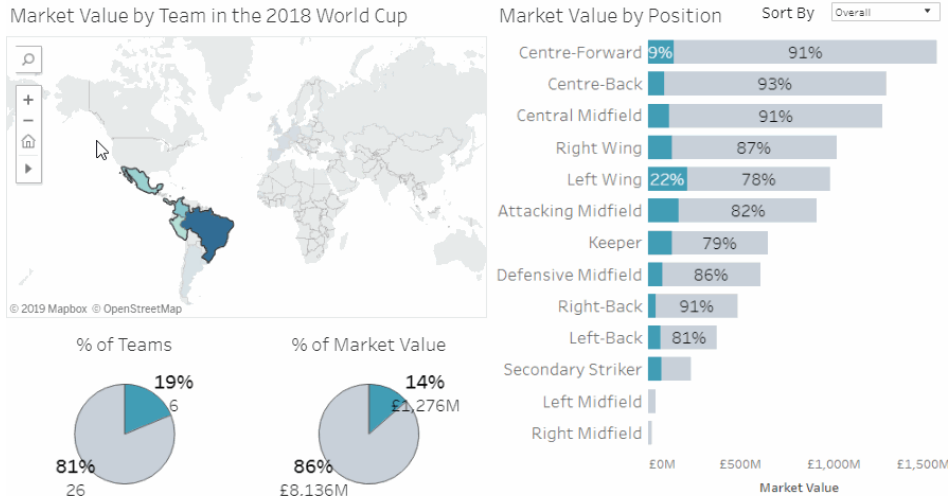 Market Value by Team in the 2018 World Cup
© 2019 Mapbox © OpenStreetMap
% of Teams
19%
6
81%
26
% of Market Value
14%
£1,276M
86%
£8,136M
Market Value by Position
Sort By
Overall
Centre-Forward 9% 91%
Centre-Back 93%
Central Midfield 91%
Right Wing 87%
Left Wing 22% 78%
Attacking Midfield 82%
Keeper 79%
Defensive Midfield 86%
Right-Back 91%
Left-Back 81%
Secondary Striker
Left Midfield
Right Midfield
£0M £500M £1,000M £1,500M
Market Value